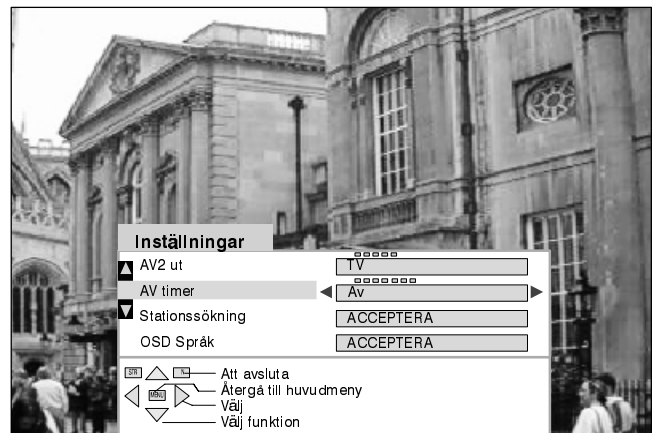 Inställningar
AV2 ut TV
AV timer Av
Stationssökning ACCEPTERA
OSD Språk ACCEPTERA
STR TV Att avsluta
MENU Återgå till huvudmeny
Välj
Välj funktion